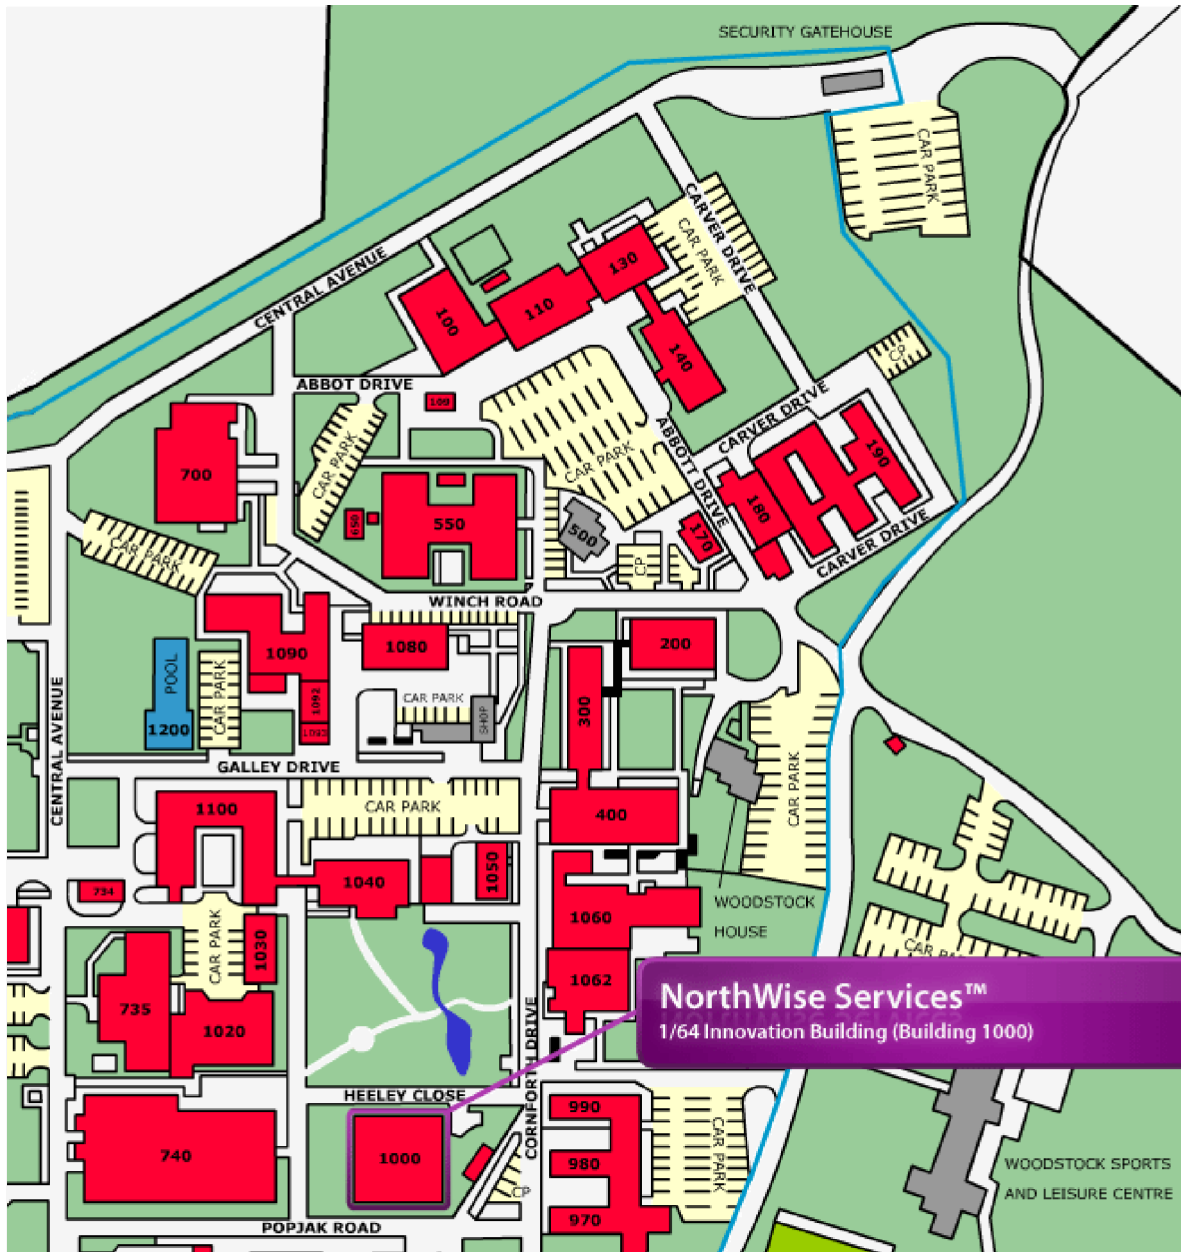 SECURITY GATEHOUSE
CAR PARK
CARVER DRIVE
CAR PARK
CENTRAL AVENUE
130
110
100
140
CP
ABBOT DRIVE
109
CARVER DRIVE
CAR PARK
CAR PARK
ABBOTT DRIVE
190
700
180
650
550
500
170
CARVER DRIVE
CAR PARK
CP
WINCH ROAD
1090
1080
200
POOL
1200
CAR PARK
1092
CAR PARK
SHOP
300
CENTRAL AVENUE
GALLEY DRIVE
CAR PARK
1100
CAR PARK
400
734
1040
1050
WOODSTOCK
HOUSE
1060
CAR PARK
1030
CAR PARK
735
1020
1062
NorthWise Services™
1/64 Innovation Building (Building 1000)
CORNFORTH DRIVE
HEELEY CLOSE
740
1000
CP
990
980
970
CAR PARK
WOODSTOCK SPORTS
AND LEISURE CENTRE
POPJAK ROAD